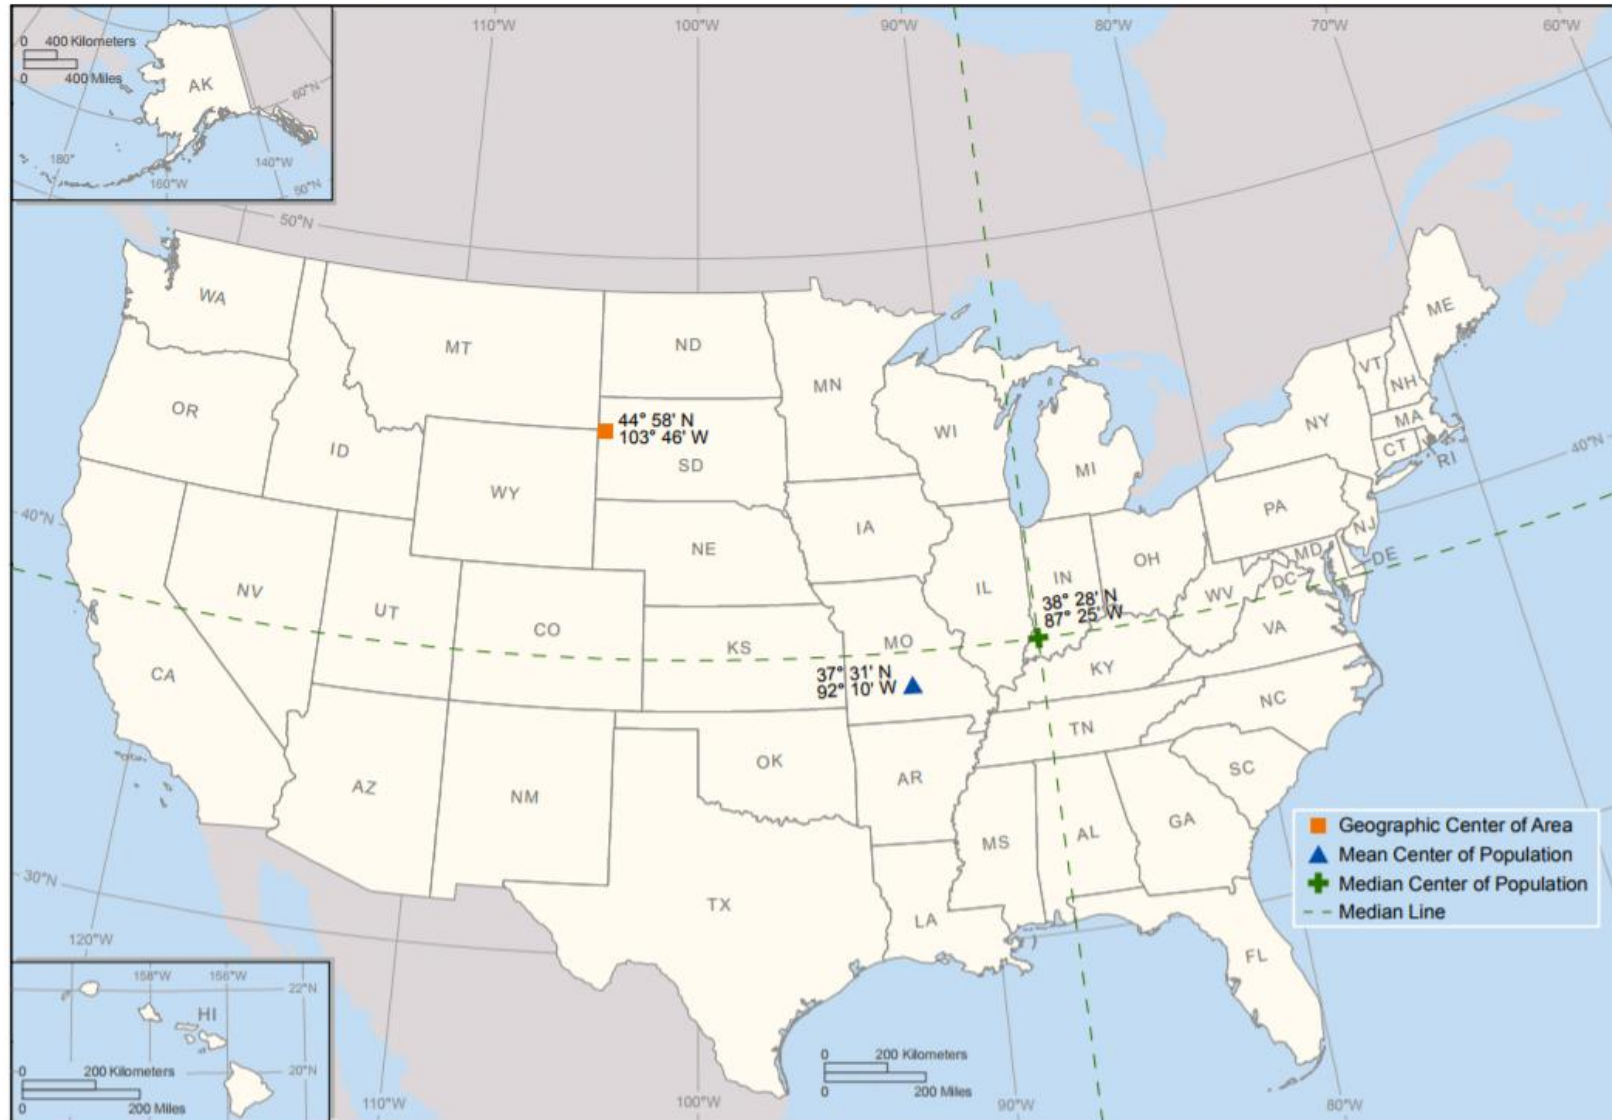 110°W
100°W
90°W
80°W
70°W
60°W
0 400 Kilometers
0 400 Miles
AK
60°N
180°
160°W
140°W
50°N
50°N
WA
MT
ND
MN
ME
OR
ID
44° 58' N
103° 46' W
SD
WY
WI
MI
VT
NH
NY
MA
CT
RI
40°N
40°N
NV
UT
CO
NE
IA
IL
IN
OH
PA
NJ
MD
DE
DC
WV
VA
38° 28' N
87° 25' W
CA
KS
MO
KY
37° 31' N
92° 10' W
NC
TN
AZ
NM
OK
AR
SC
MS
AL
GA
30°N
TX
LA
FL
Geographic Center of Area
Mean Center of Population
Median Center of Population
Median Line
120°W
158°W
156°W
22°N
HI
20°N
0 200 Kilometers
0 200 Miles
0 200 Kilometers
0 200 Miles
110°W
100°W
90°W
80°W